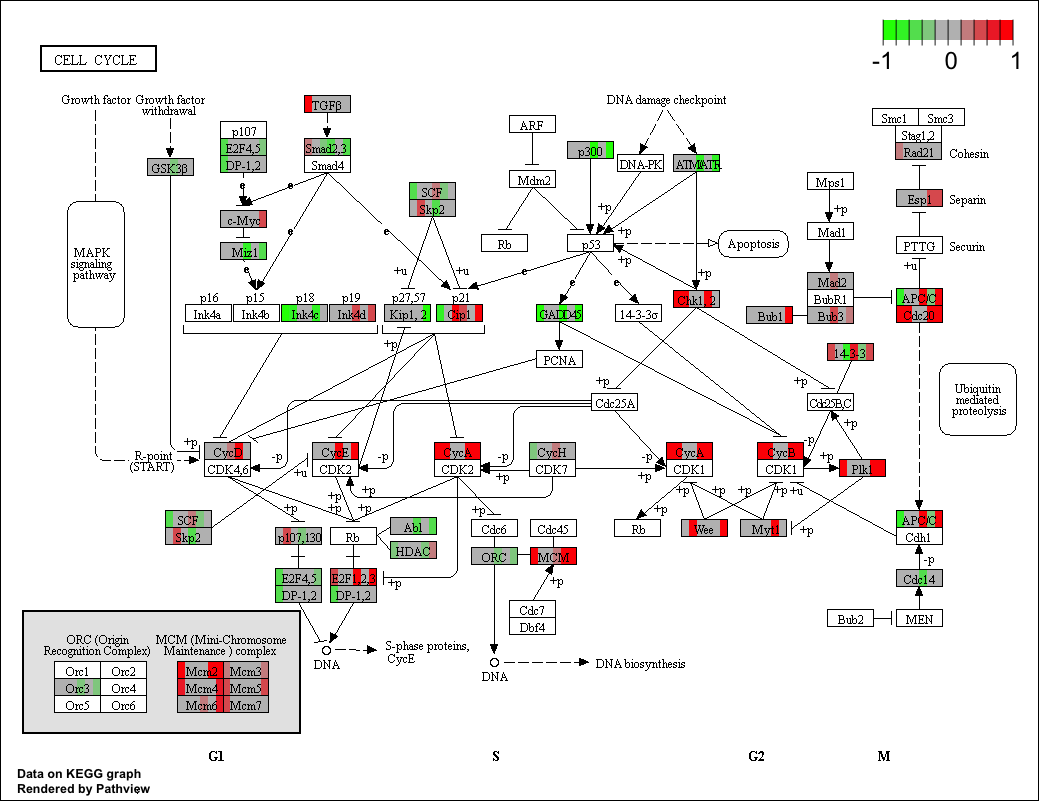 -1 0 1
CELL CYCLE
Growth factor
Growth factor
withdrawal
TGFβ
DNA damage checkpoint
p107
E2F4,5
DP-1,2
Smad2,3
Smad4
GSK3β
ARF
p300
DNA-PK
ATMATR
Smc1
Smc3
Stag1,2
Rad21
Cohesin
Mdm2
Mps1
e
e
SCF
Skp2
+p
+p
Esp1
Separin
c-Myc
e
e
Rb
p53
+p
Apoptosis
Mad1
PTTG
Securin
Miz1
MAPK
signaling
pathway
+u
+u
e
e
e
+p
+p
+u
Mad2
BubR1
Bub3
Bub1
APC/C
Cdc20
p16
Ink4a
p15
Ink4b
p18
Ink4c
p19
Ink4d
p27,57
Kip1, 2
p21
Cip1
GADD45
14-3-3σ
Chk1, 2
+p
PCNA
14-3-3
+p
+p
Cdc25A
Cdc25B,C
Ubiquitin
mediated
proteolysis
+p
R-point
(START)
+p
CycD
CDK4,6
-p
CycE
CDK2
-p
CycA
CDK2
-p
+p
CycH
CDK7
+p
+p
CycA
CDK1
CycB
CDK1
-p
+p
Plk1
+u
+p
+p
+p
+p
+p
+p
+p
+p
+u
SCF
Skp2
+p
p107,130
Rb
Abl
HDAC
Cdc6
Cdc45
Rb
Wee
Myt1
+p
APC/C
Cdh1
ORC
MCM
-p
E2F4,5
DP-1,2
E2F1,2,3
DP-1,2
+p
+p
Cdc14
Cdc7
Dbf4
Bub2
MEN
DNA
S-phase proteins,
CycE
DNA
DNA biosynthesis
ORC (Origin
Recognition Complex)
MCM (Mini-Chromosome
Maintenance ) complex
Orc1
Orc2
Mcm2
Mcm3
Orc3
Orc4
Mcm4
Mcm5
Orc5
Orc6
Mcm6
Mcm7
G1
S
G2
M
Data on KEGG graph
Rendered by Pathview